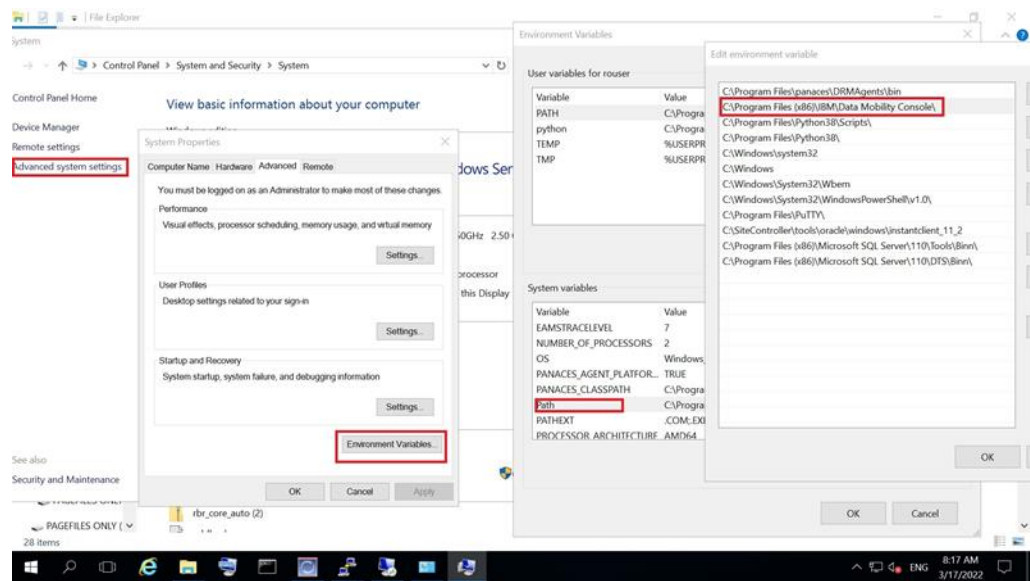 File Explorer
System
Control Panel > System and Security > System
Control Panel Home
Device Manager
Remote settings
Advanced system settings
See also
Security and Maintenance
View basic information about your computer
dows Ser
50GHz 2.50
processor
this Display
System Properties
Computer Name Hardware Advanced Remote
You must be logged on as an Administrator to make most of these changes.
Performance
Visual effects, processor scheduling, memory usage, and virtual memory
Settings...
User Profiles
Desktop settings related to your sign-in
Settings...
Startup and Recovery
System startup, system failure, and debugging information
Settings...
Environment Variables...
OK Cancel Apply
PAGEFILES ONLY (
rbr_core_auto (2)
28 items
Environment Variables
User variables for rouser
Variable Value
PATH C:\Progra
python C:\Progra
TEMP %USERPR
TMP %USERPR
System variables
Variable Value
EAMSTRACELEVEL 7
NUMBER_OF_PROCESSORS 2
OS Windows_
PANACES_AGENT_PLATFOR... TRUE
PANACES_CLASSPATH C:\Progra
Path C:\Progra
PATHEXT .COM;.EXE
PROCESSOR_ARCHITECTURE AMD64
OK Cancel
Edit environment variable
C:\Program Files\panaces\DRMAgents\bin
C:\Program Files (x86)\IBM\Data Mobility Console\
C:\Program Files\Python38\Scripts\
C:\Program Files\Python38\
C:\Windows\system32
C:\Windows
C:\Windows\System32\Wbem
C:\Windows\System32\WindowsPowerShell\v1.0\
C:\Program Files\PuTTY\
C:\SiteController\tools\oracle\windows\instantclient_11_2
C:\Program Files (x86)\Microsoft SQL Server\110\Tools\Binn\
C:\Program Files (x86)\Microsoft SQL Server\110\DTS\Binn\
OK
ENG
8:17 AM
3/17/2022